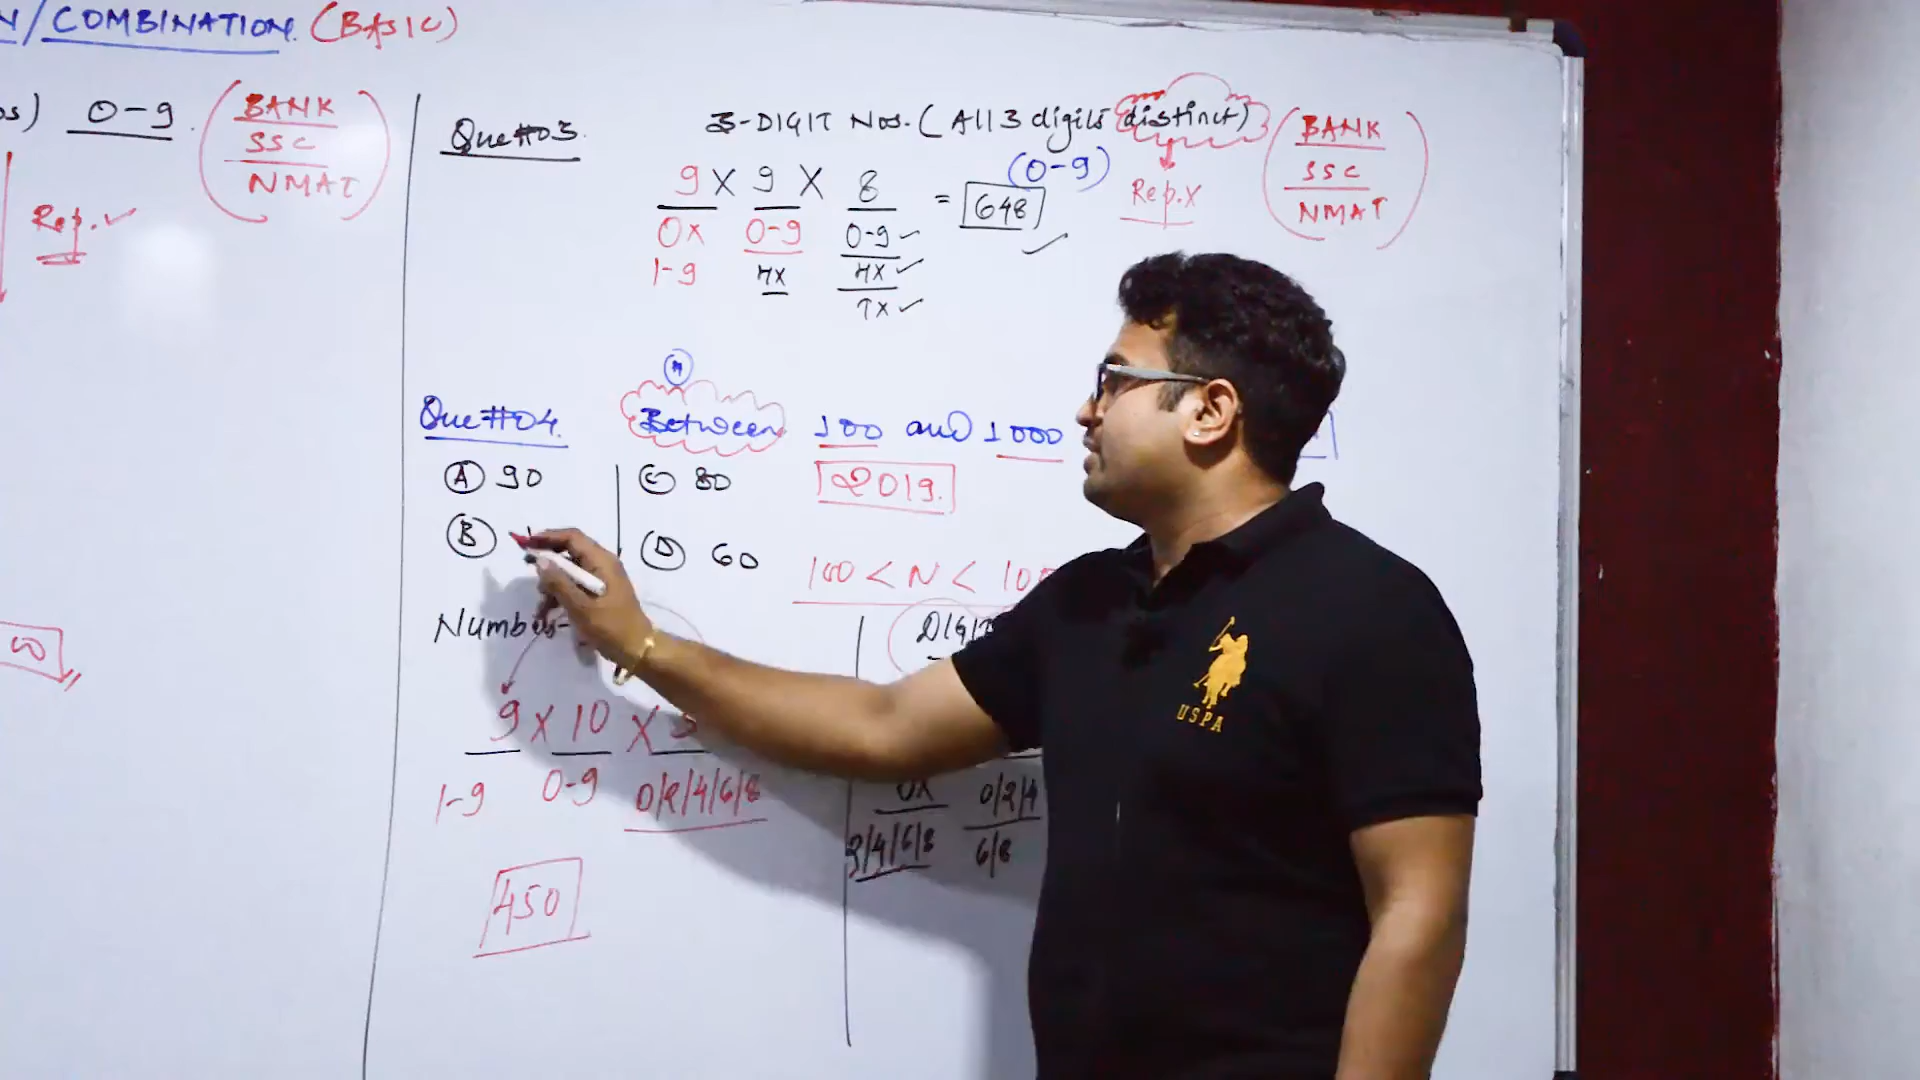 N/COMBINATION (BASIC)
os) 0-9
BANK
SSC
NMAT
Rep. ✓
Que#03.
3-DIGIT Nos. (All 3 digits distinct)
(0-9)
Rep.X
BANK
SSC
NMAT
9 X 9 X 8 = 648
0X 0-9 0-9 ✓
1-9 4X 4X ✓
7X ✓
Que#04.
Between 100 and 1000
A 90
C 80
2019.
B
D 60
100 < N < 100
Number-
DIGIT
9 X 10 X 5
1-9 0-9 0/2/4/6/8
0X 0/2/4
2/4/6/8 6/8
450
USPA